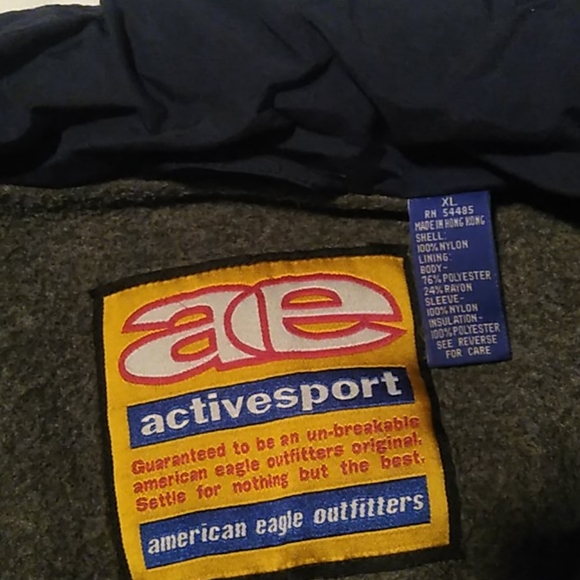 ae
activesport
Guaranteed to be an un-breakable
american eagle outfitters original.
Settle for nothing but the best.
american eagle outfitters
XL
RN 54485
MADE IN HONG KONG
SHELL:
100% NYLON
LINING:
BODY-
76% POLYESTER
24% RAYON
SLEEVE-
100% NYLON
INSULATION-
100% POLYESTER
SEE REVERSE
FOR CARE